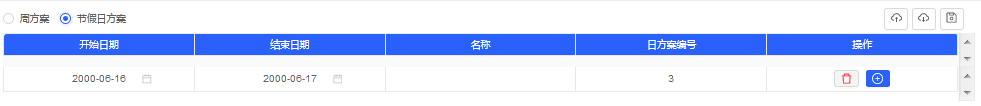 周方案 节假日方案
开始日期 结束日期 名称 日方案编号 操作
2000-06-16 2000-06-17 3